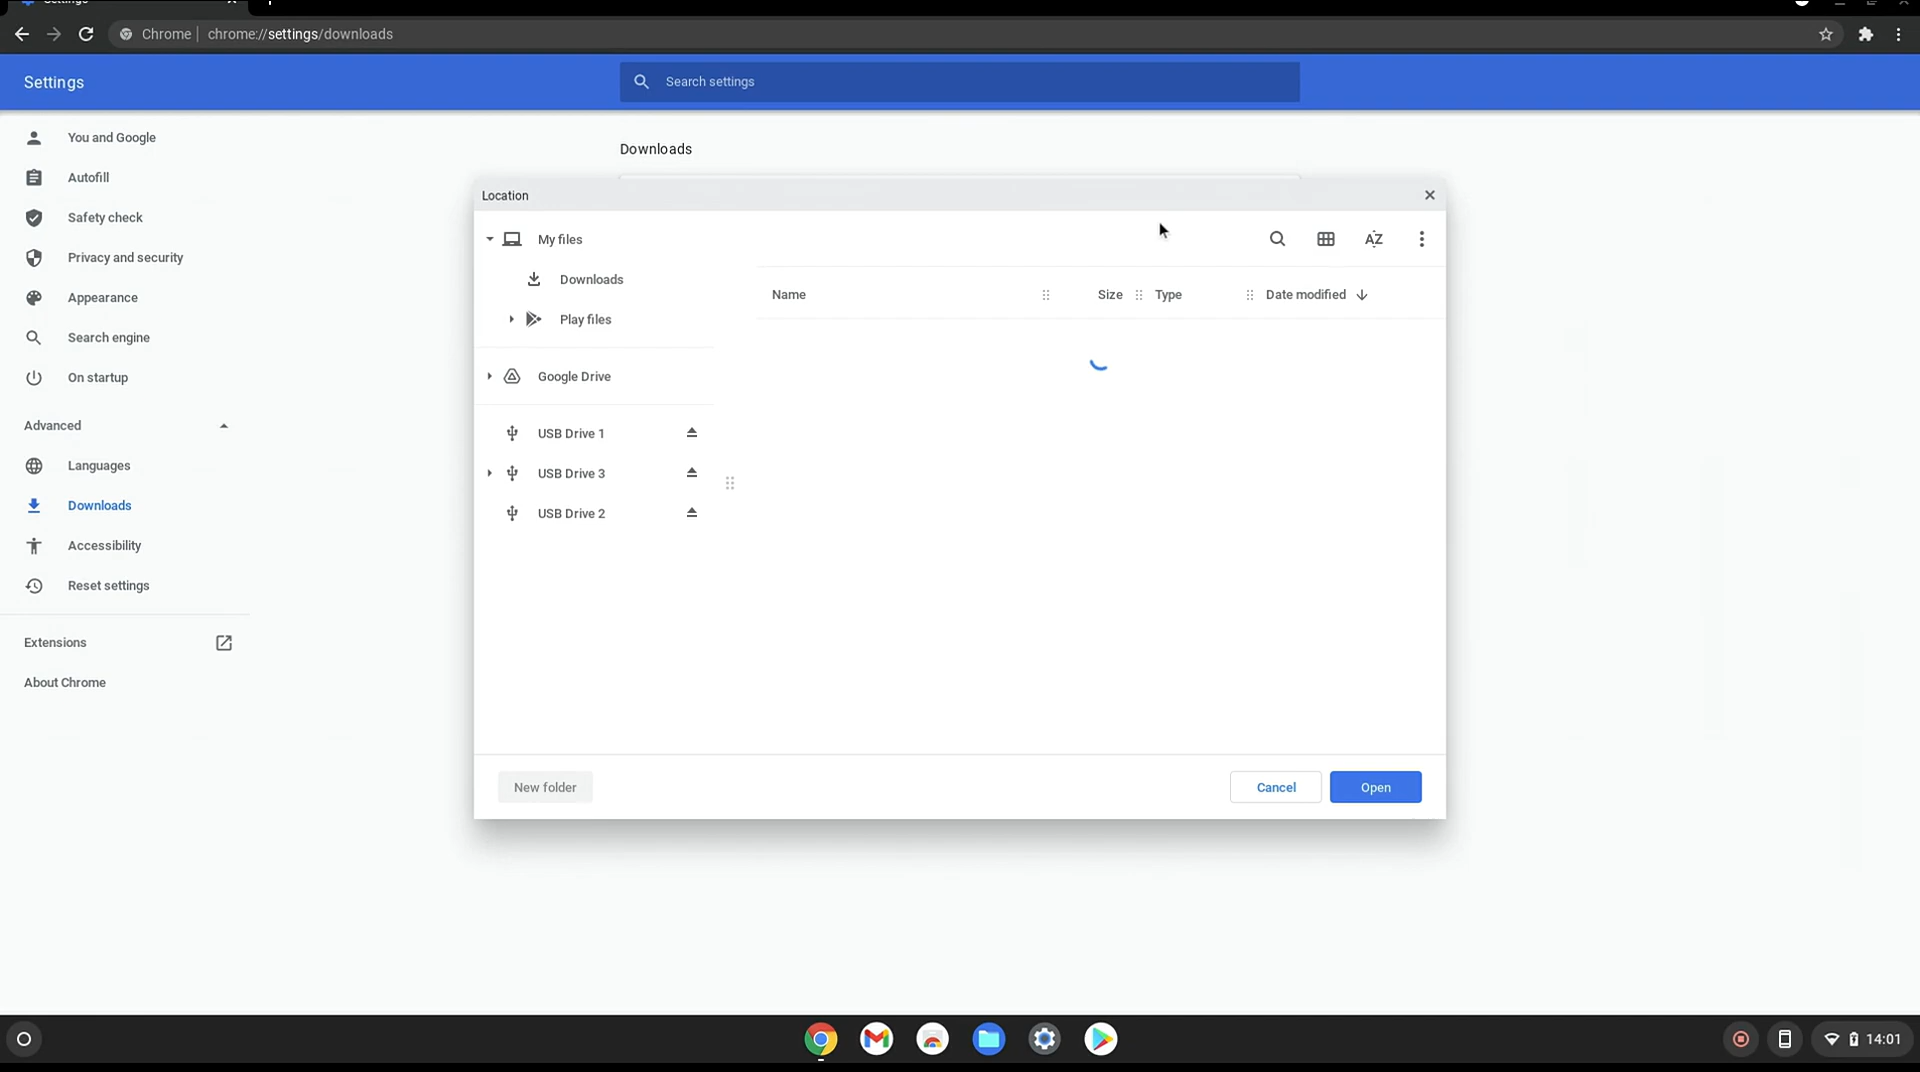 Settings
Chrome | chrome://settings/downloads
Settings
Search settings
You and Google
Autofill
Safety check
Privacy and security
Appearance
Search engine
On startup
Advanced
Languages
Downloads
Accessibility
Reset settings
Extensions
About Chrome
Downloads
Location
My files
Downloads
Play files
Google Drive
USB Drive 1
USB Drive 3
USB Drive 2
AZ
Name
Size
Type
Date modified
New folder
Cancel
Open
14:01